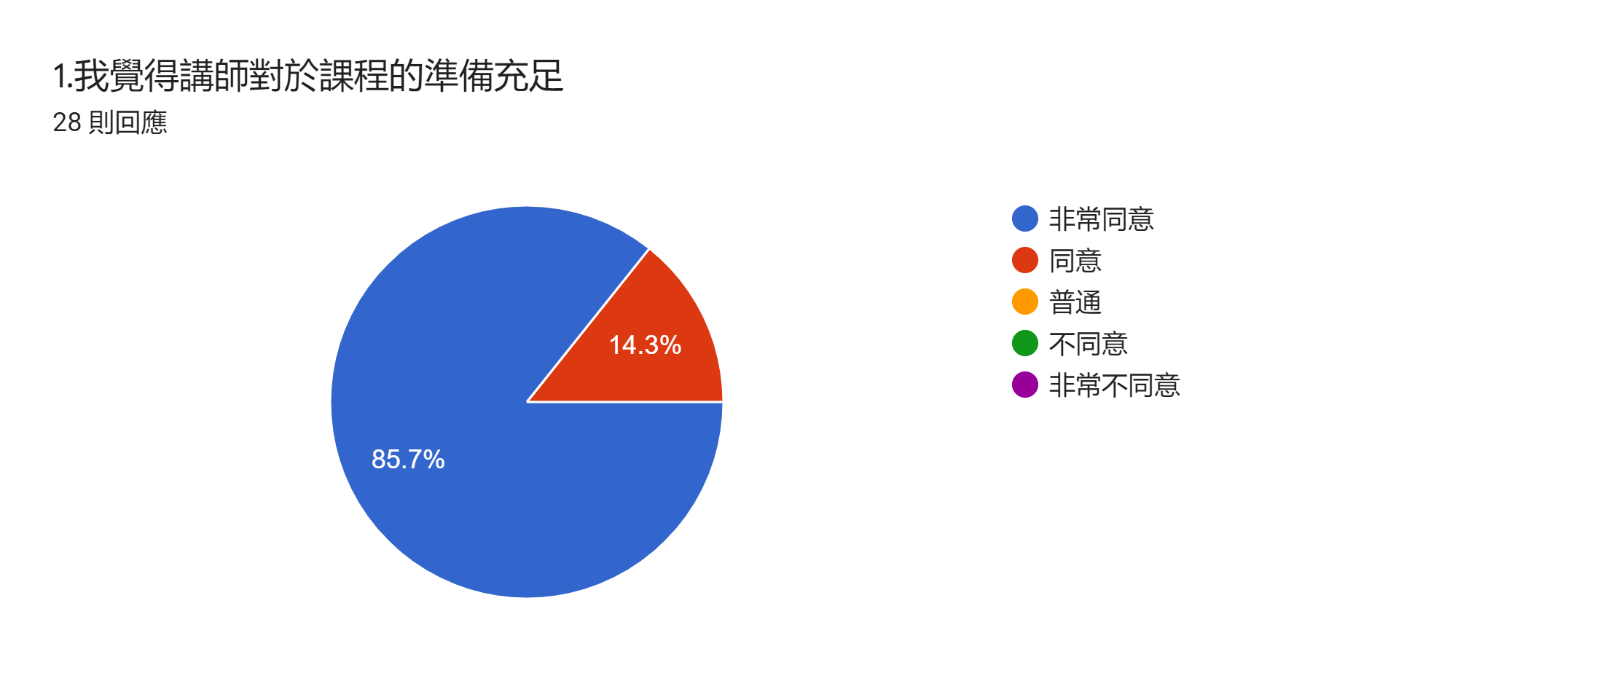 1.我覺得講師對於課程的準備充足
28 則回應
14.3%
85.7%
非常同意
同意
普通
不同意
非常不同意